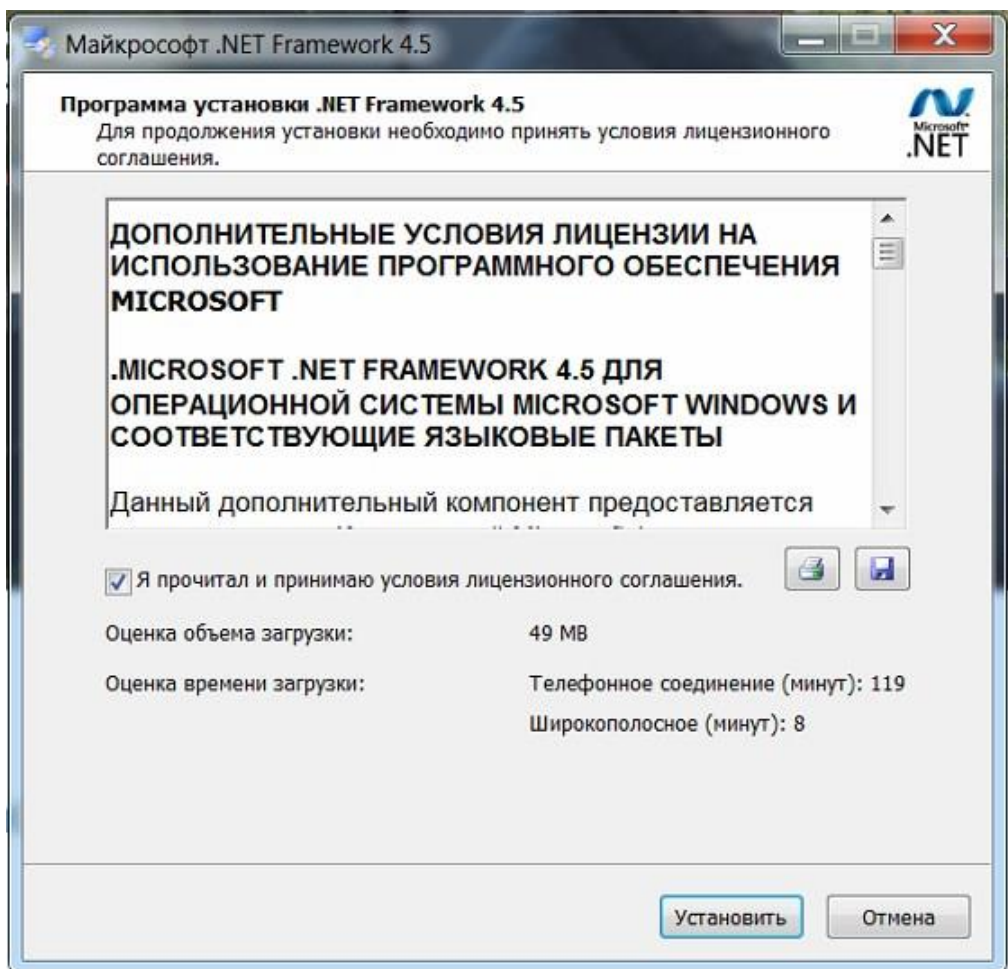 Майкрософт .NET Framework 4.5
Программа установки .NET Framework 4.5
Для продолжения установки необходимо принять условия лицензионного
соглашения.
Microsoft®
.NET
ДОПОЛНИТЕЛЬНЫЕ УСЛОВИЯ ЛИЦЕНЗИИ НА
ИСПОЛЬЗОВАНИЕ ПРОГРАММНОГО ОБЕСПЕЧЕНИЯ
MICROSOFT
.MICROSOFT .NET FRAMEWORK 4.5 ДЛЯ
ОПЕРАЦИОННОЙ СИСТЕМЫ MICROSOFT WINDOWS И
СООТВЕТСТВУЮЩИЕ ЯЗЫКОВЫЕ ПАКЕТЫ
Данный дополнительный компонент предоставляется
Я прочитал и принимаю условия лицензионного соглашения.
Оценка объема загрузки: 49 MB
Оценка времени загрузки: Телефонное соединение (минут): 119
Широкополосное (минут): 8
Установить Отмена